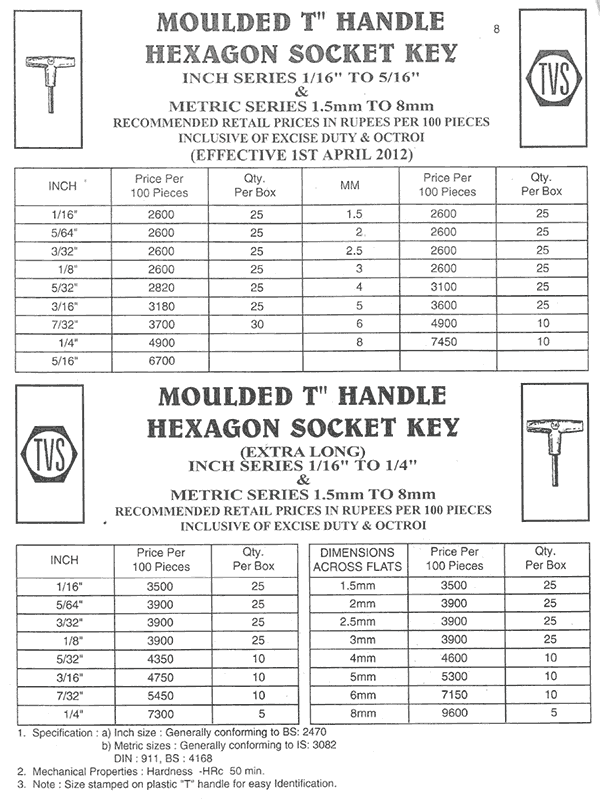 8
MOULDED T" HANDLE
HEXAGON SOCKET KEY
INCH SERIES 1/16" TO 5/16"
&
METRIC SERIES 1.5mm TO 8mm
RECOMMENDED RETAIL PRICES IN RUPEES PER 100 PIECES
INCLUSIVE OF EXCISE DUTY & OCTROI
(EFFECTIVE 1ST APRIL 2012)
TVS
INCH Price Per 100 Pieces Qty. Per Box MM Price Per 100 Pieces Qty. Per Box
1/16" 2600 25 1.5 2600 25
5/64" 2600 25 2 2600 25
3/32" 2600 25 2.5 2600 25
1/8" 2600 25 3 2600 25
5/32" 2820 25 4 3100 25
3/16" 3180 25 5 3600 25
7/32" 3700 30 6 4900 10
1/4" 4900 8 7450 10
5/16" 6700
MOULDED T" HANDLE
HEXAGON SOCKET KEY
(EXTRA LONG)
INCH SERIES 1/16" TO 1/4"
&
METRIC SERIES 1.5mm TO 8mm
RECOMMENDED RETAIL PRICES IN RUPEES PER 100 PIECES
INCLUSIVE OF EXCISE DUTY & OCTROI
TVS
INCH Price Per 100 Pieces Qty. Per Box DIMENSIONS ACROSS FLATS Price Per 100 Pieces Qty. Per Box
1/16" 3500 25 1.5mm 3500 25
5/64" 3900 25 2mm 3900 25
3/32" 3900 25 2.5mm 3900 25
1/8" 3900 25 3mm 3900 25
5/32" 4350 10 4mm 4600 10
3/16" 4750 10 5mm 5300 10
7/32" 5450 10 6mm 7150 10
1/4" 7300 5 8mm 9600 5
1. Specification : a) Inch size : Generally conforming to BS: 2470
b) Metric sizes : Generally conforming to IS: 3082
DIN : 911, BS : 4168
2. Mechanical Properties : Hardness -HRc 50 min.
3. Note : Size stamped on plastic "T" handle for easy Identification.